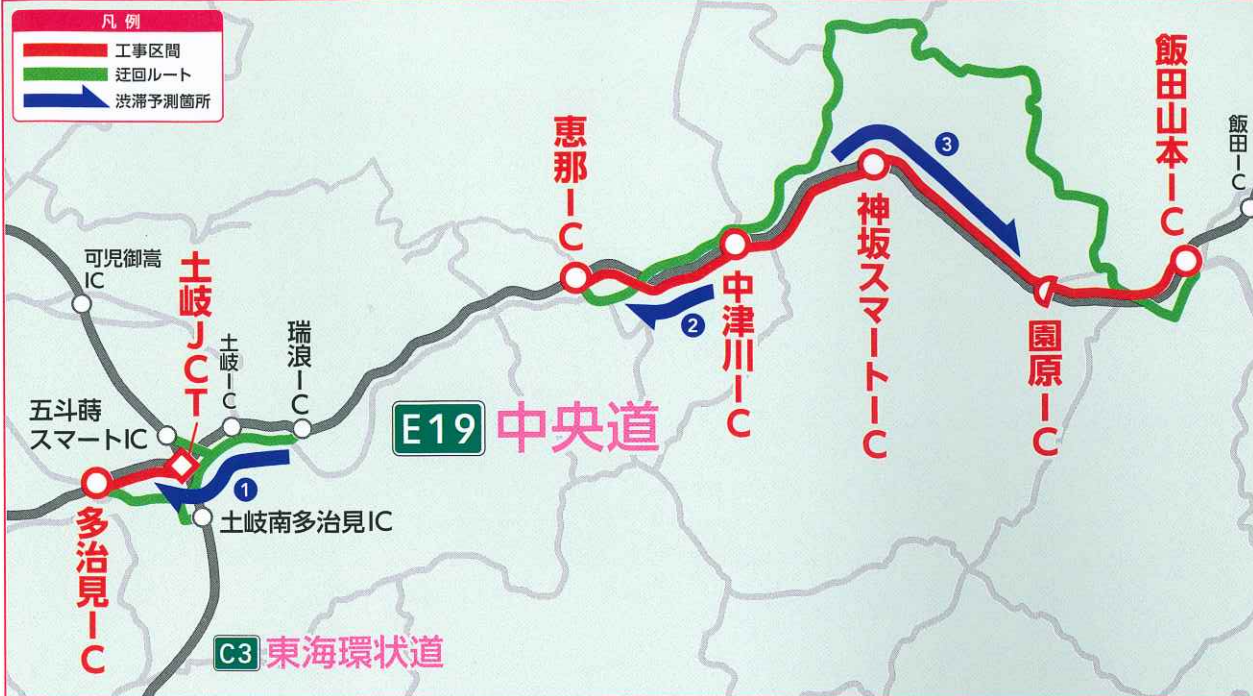 凡例
工事区間
迂回ルート
渋滞予測箇所
飯田山本IC
飯田IC
恵那IC
③
神坂スマートIC
中津川IC
②
園原IC
可児御嵩
IC
土岐JCT
土岐IC
瑞浪IC
五斗蒔
スマートIC
E19 中央道
①
土岐南多治見IC
多治見IC
C3 東海環状道